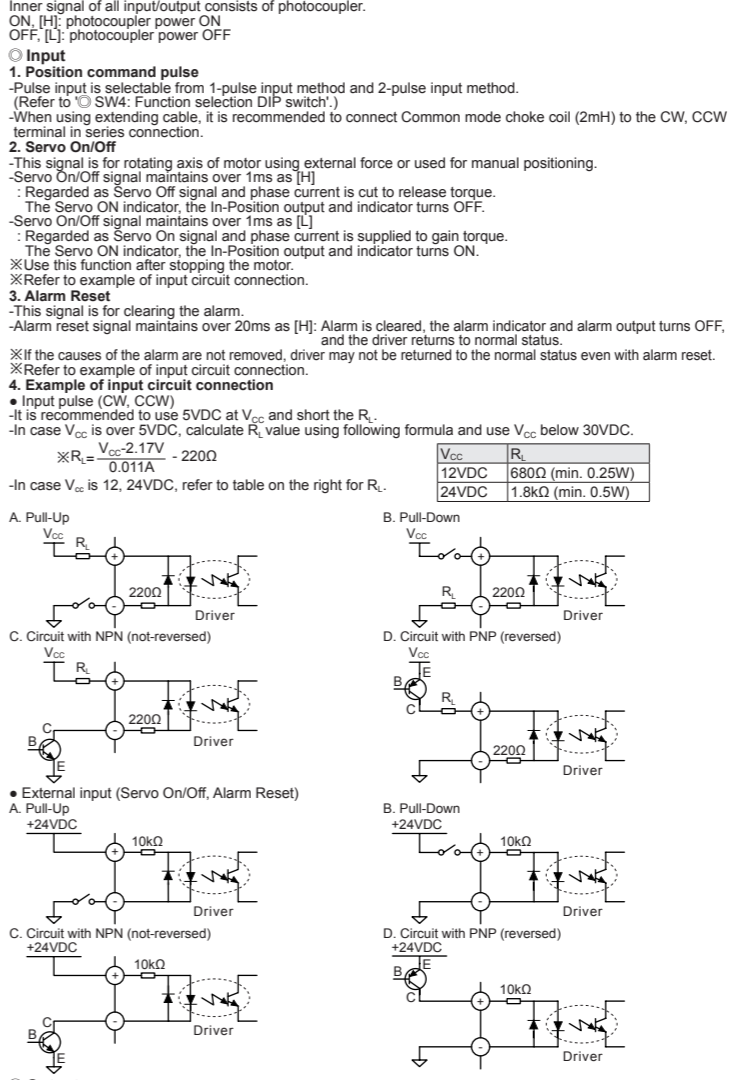 Inner signal of all input/output consists of photocoupler.
ON, [H]: photocoupler power ON
OFF, [L]: photocoupler power OFF
◎ Input
1. Position command pulse
-Pulse input is selectable from 1-pulse input method and 2-pulse input method.
(Refer to '◎ SW4: Function selection DIP switch'.)
-When using extending cable, it is recommended to connect Common mode choke coil (2mH) to the CW, CCW
terminal in series connection.
2. Servo On/Off
-This signal is for rotating axis of motor using external force or used for manual positioning.
-Servo On/Off signal maintains over 1ms as [H]
: Regarded as Servo Off signal and phase current is cut to release torque.
The Servo ON indicator, the In-Position output and indicator turns OFF.
-Servo On/Off signal maintains over 1ms as [L]
: Regarded as Servo On signal and phase current is supplied to gain torque.
The Servo ON indicator, the In-Position output and indicator turns ON.
※Use this function after stopping the motor.
※Refer to example of input circuit connection.
3. Alarm Reset
-This signal is for clearing the alarm.
-Alarm reset signal maintains over 20ms as [H]: Alarm is cleared, the alarm indicator and alarm output turns OFF,
and the driver returns to normal status.
※If the causes of the alarm are not removed, driver may not be returned to the normal status even with alarm reset.
※Refer to example of input circuit connection.
4. Example of input circuit connection
● Input pulse (CW, CCW)
-It is recommended to use 5VDC at VCC and short the RL.
-In case VCC is over 5VDC, calculate RL value using following formula and use VCC below 30VDC.
※RL= VCC-2.17V / 0.011A - 220Ω
-In case Vcc is 12, 24VDC, refer to table on the right for RL.
VCC RL
12VDC 680Ω (min. 0.25W)
24VDC 1.8kΩ (min. 0.5W)
A. Pull-Up
VCC
RL
+
220Ω
-
Driver
B. Pull-Down
VCC
+
RL
220Ω
-
Driver
C. Circuit with NPN (not-reversed)
VCC
RL
+
220Ω
C
-
B
E
Driver
D. Circuit with PNP (reversed)
VCC
E
B
C
RL
+
220Ω
-
Driver
● External input (Servo On/Off, Alarm Reset)
A. Pull-Up
+24VDC
10kΩ
+
-
Driver
B. Pull-Down
+24VDC
10kΩ
+
-
Driver
C. Circuit with NPN (not-reversed)
+24VDC
10kΩ
+
C
-
B
E
Driver
D. Circuit with PNP (reversed)
+24VDC
E
B
C
10kΩ
+
-
Driver